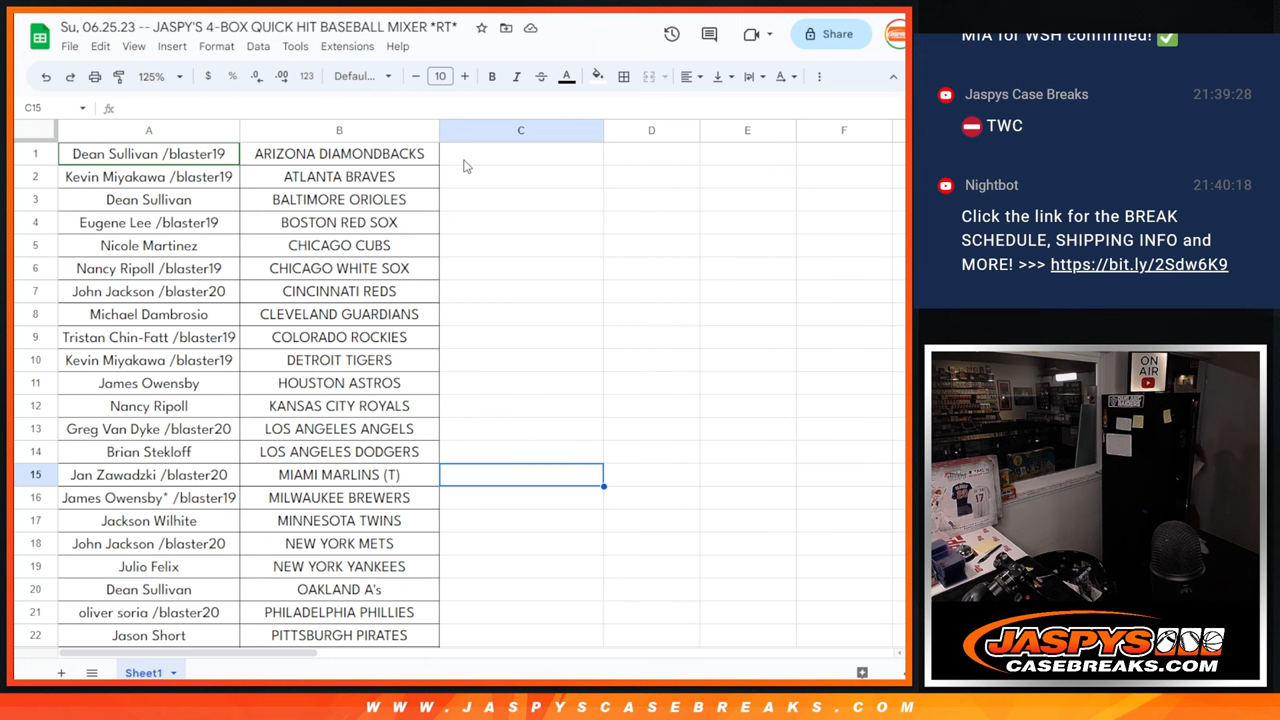 Su, 06.25.23 -- JASPY'S 4-BOX QUICK HIT BASEBALL MIXER *RT*
File Edit View Insert Format Data Tools Extensions Help
Share
125% $ % .0 .00 123 Defaul... 10 B I A
C15 fx
A B C D E F
1 Dean Sullivan /blaster19 ARIZONA DIAMONDBACKS
2 Kevin Miyakawa /blaster19 ATLANTA BRAVES
3 Dean Sullivan BALTIMORE ORIOLES
4 Eugene Lee /blaster19 BOSTON RED SOX
5 Nicole Martinez CHICAGO CUBS
6 Nancy Ripoll /blaster19 CHICAGO WHITE SOX
7 John Jackson /blaster20 CINCINNATI REDS
8 Michael Dambrosio CLEVELAND GUARDIANS
9 Tristan Chin-Fatt /blaster19 COLORADO ROCKIES
10 Kevin Miyakawa /blaster19 DETROIT TIGERS
11 James Owensby HOUSTON ASTROS
12 Nancy Ripoll KANSAS CITY ROYALS
13 Greg Van Dyke /blaster20 LOS ANGELES ANGELS
14 Brian Stekloff LOS ANGELES DODGERS
15 Jan Zawadzki /blaster20 MIAMI MARLINS (T)
16 James Owensby* /blaster19 MILWAUKEE BREWERS
17 Jackson Wilhite MINNESOTA TWINS
18 John Jackson /blaster20 NEW YORK METS
19 Julio Felix NEW YORK YANKEES
20 Dean Sullivan OAKLAND A's
21 oliver soria /blaster20 PHILADELPHIA PHILLIES
22 Jason Short PITTSBURGH PIRATES
Sheet1
MIA for WSH confirmed! ✅
Jaspys Case Breaks 21:39:28
⛔ TWC
Nightbot 21:40:18
Click the link for the BREAK
SCHEDULE, SHIPPING INFO and
MORE! >>> https://bit.ly/2Sdw6K9
ON
AIR
17
JASPYS
CASEBREAKS.COM
WWW.JASPYSCASEBREAKS.COM